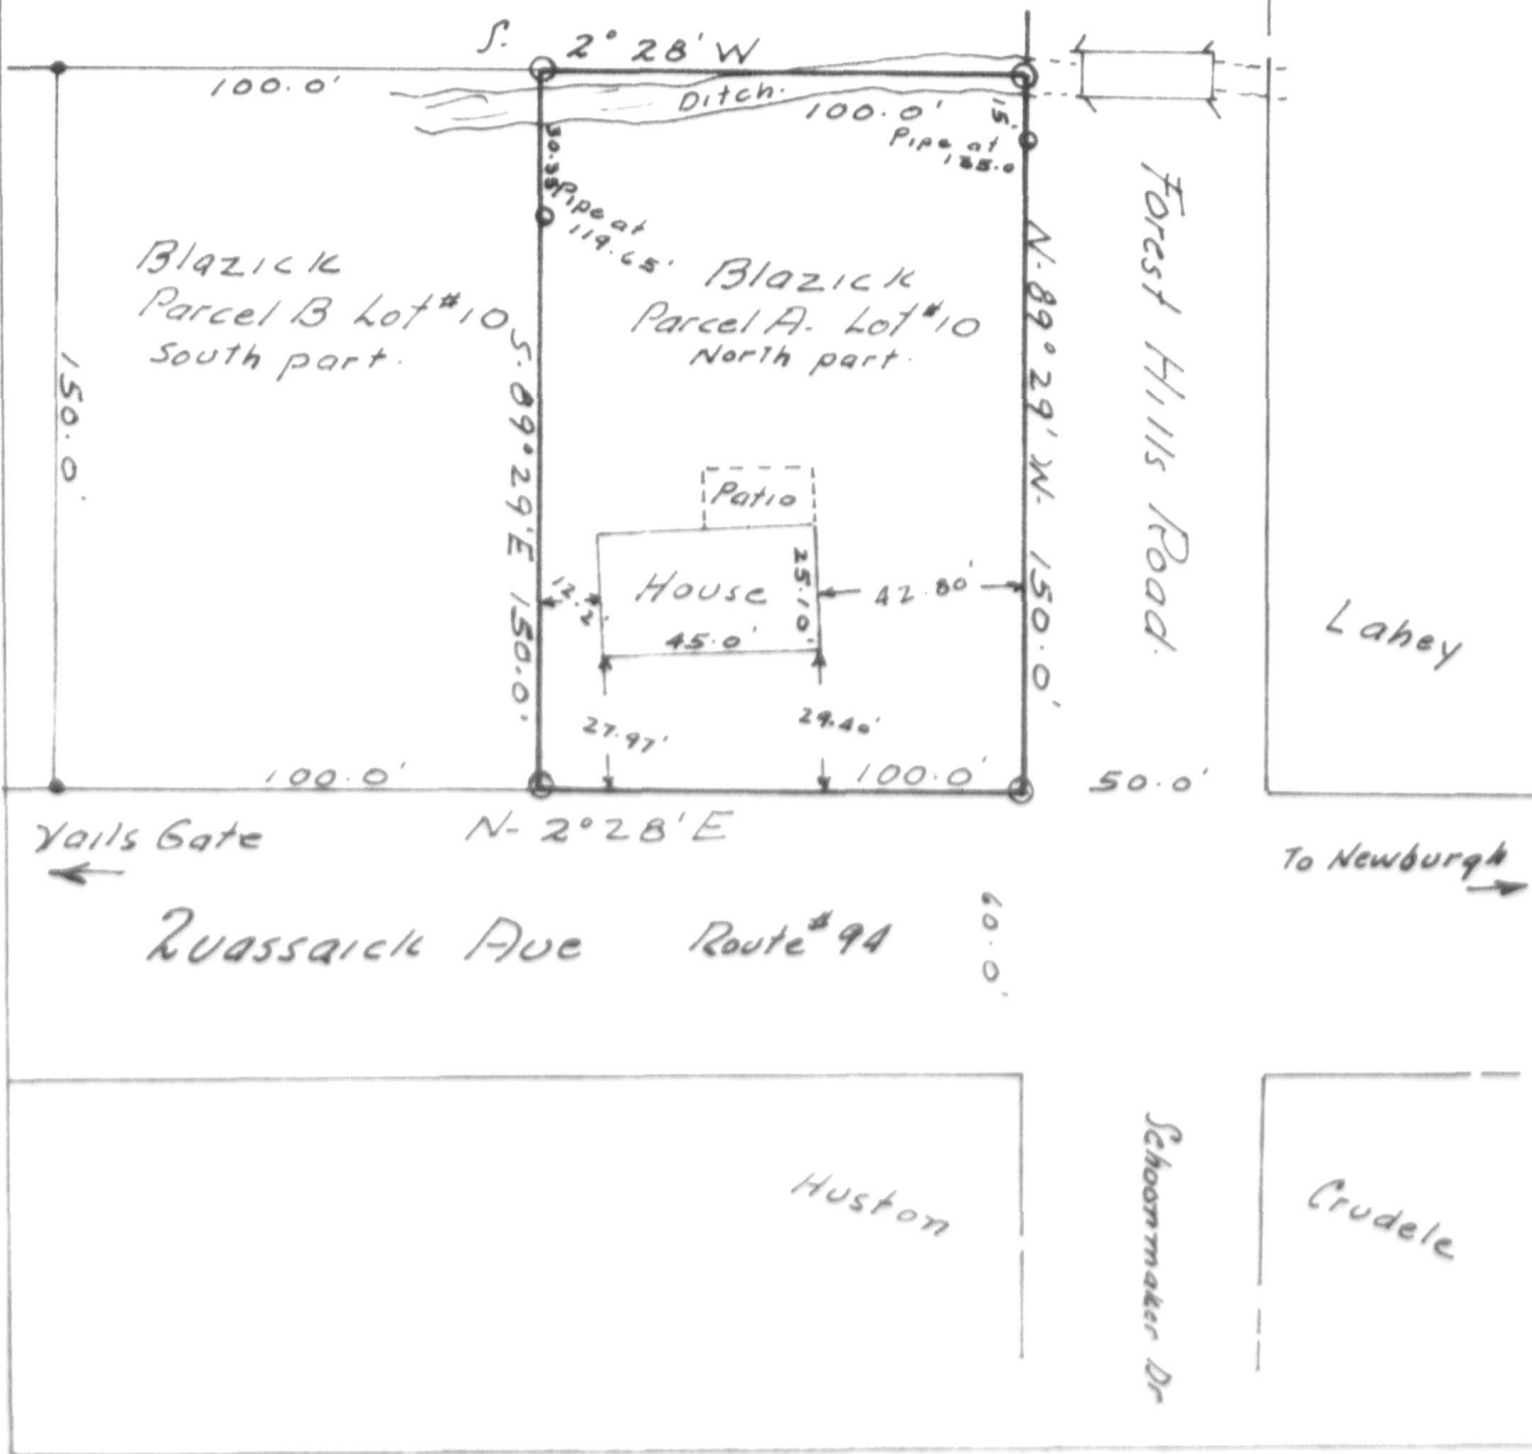 S. 2° 28' W
100.0'
Ditch.
100.0'
15.
Pipe at
135.0
30.35
Pipe at
119.65'
Blazick
Parcel B Lot #10
South part.
Blazick
Parcel A. Lot #10
North part.
150.0'
S. 89° 29' E 150.0'
N. 89° 29' W. 150.0'
Forest Hills Road.
Patio
House
25.10'
45.0'
12.2'
42.80'
27.97'
29.40'
Lahey
100.0'
100.0'
50.0'
N- 2° 28' E
Vails Gate
To Newburgh
Quassaick Ave Route #94
60.0'
Huston
Schoonmaker Dr
Crudele